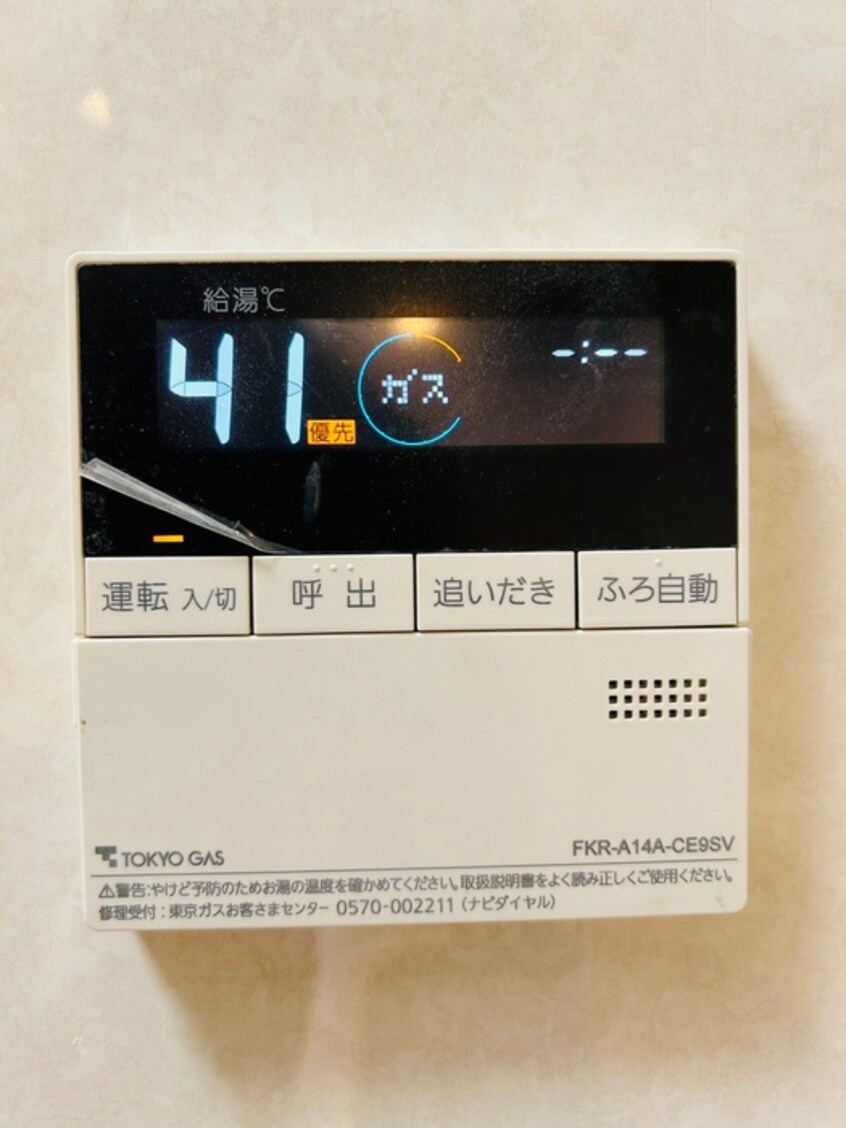 給湯℃
41 優先 ガス -:--
運転 入/切 呼出 追いだき ふろ自動
TOKYO GAS FKR-A14A-CE9SV
⚠警告:やけど予防のためお湯の温度を確かめてください。取扱説明書をよく読み正しくご使用ください。
修理受付:東京ガスお客さまセンター 0570-002211(ナビダイヤル)